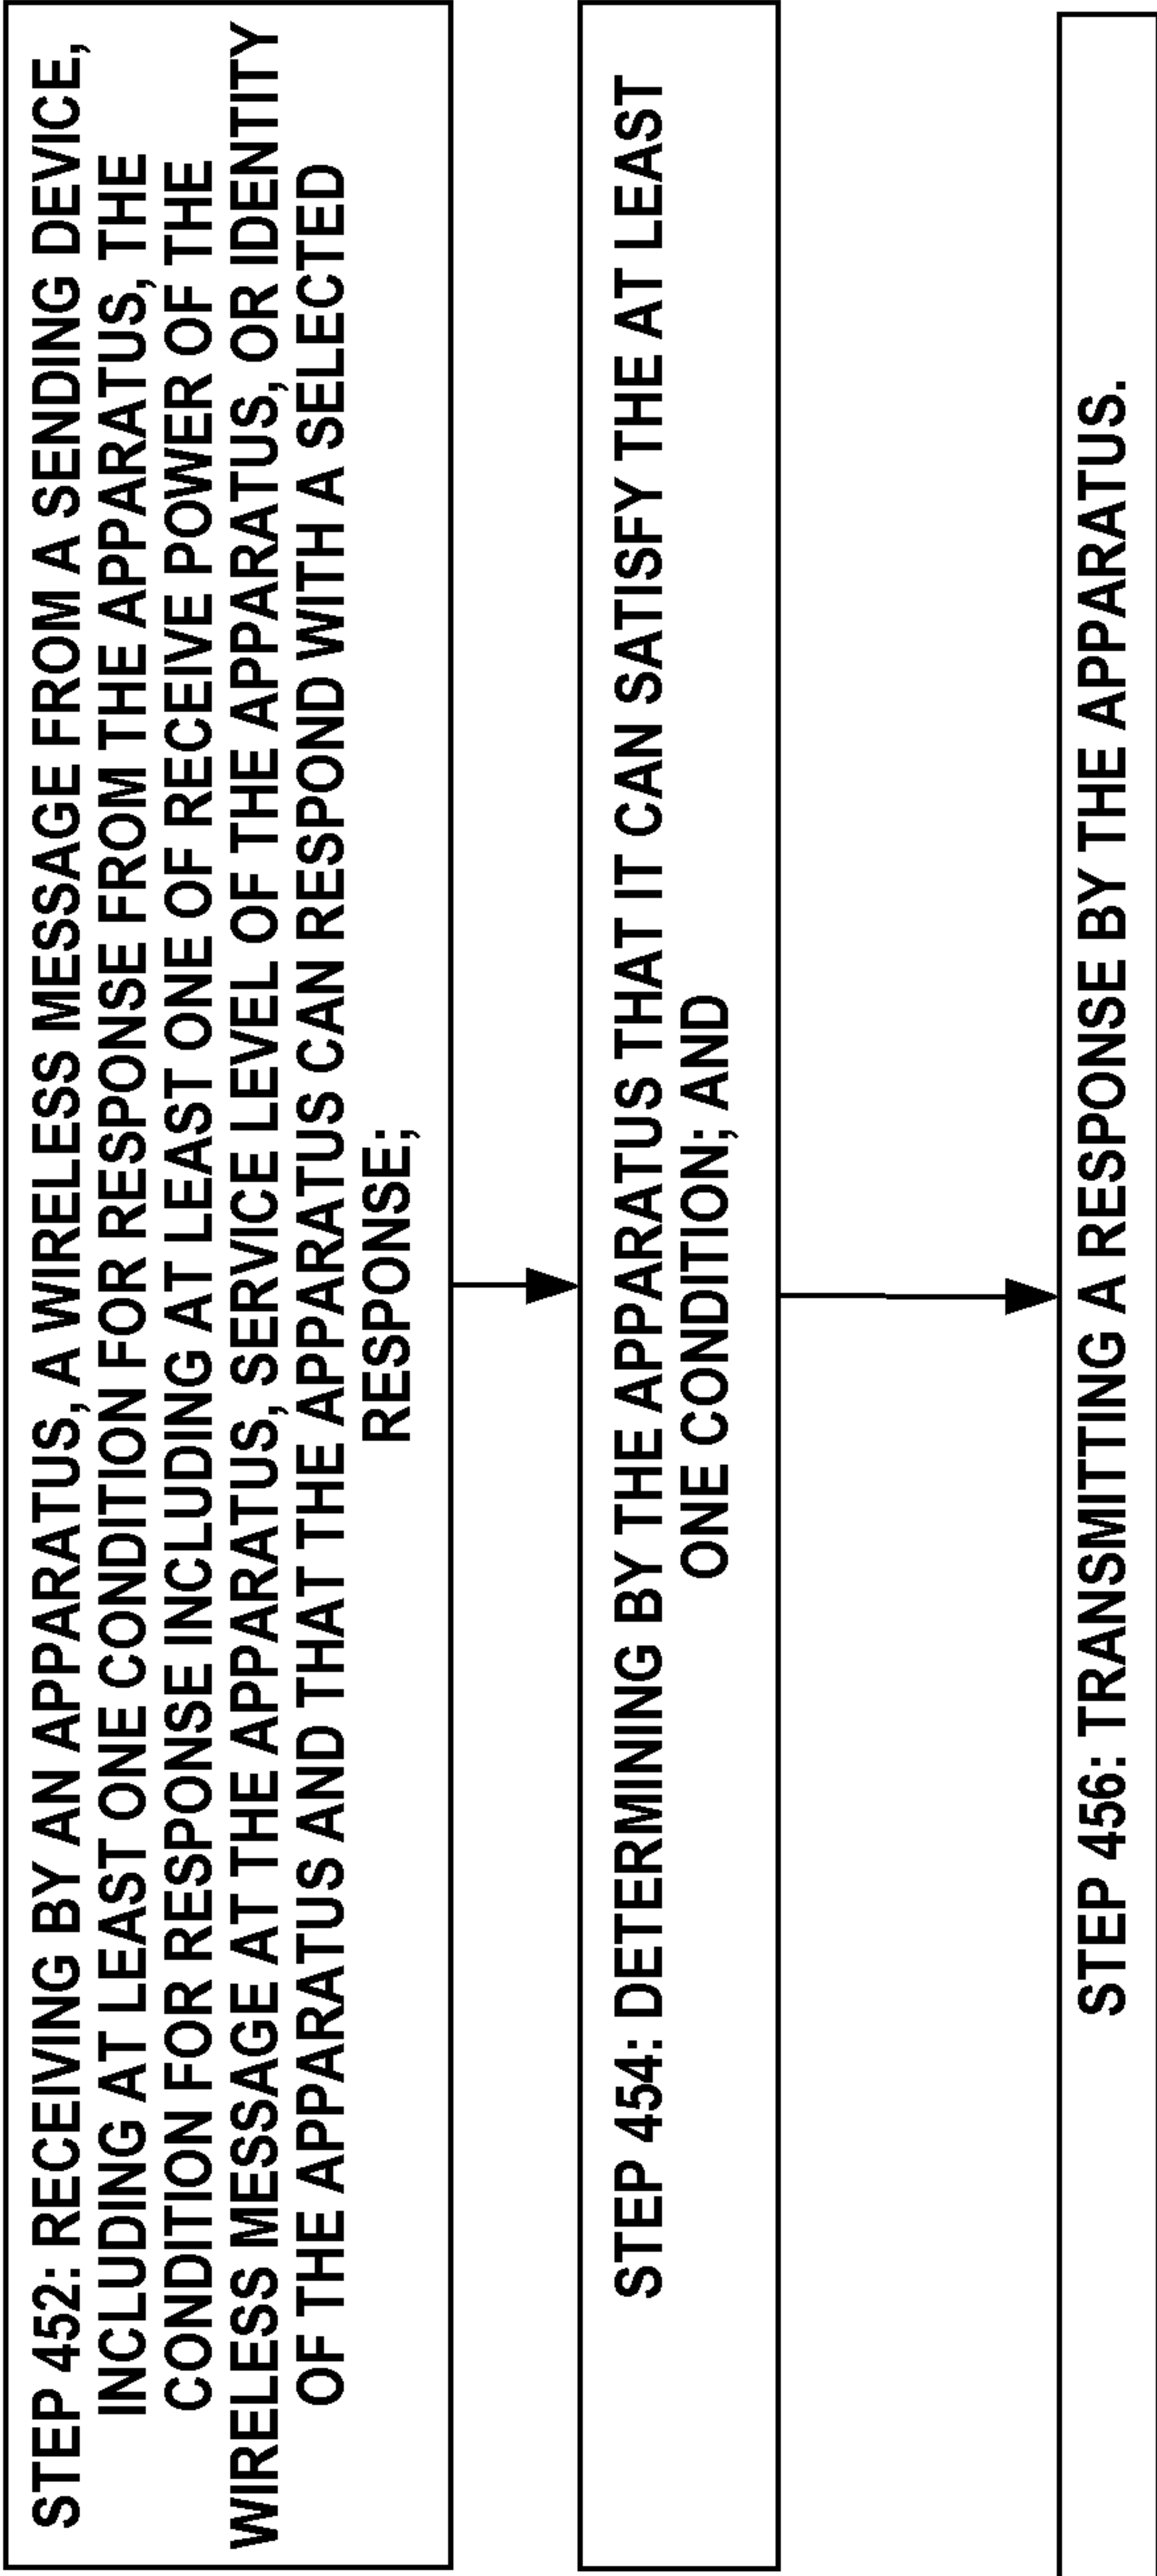 STEP 452: RECEIVING BY AN APPARATUS, A WIRELESS MESSAGE FROM A SENDING DEVICE,
INCLUDING AT LEAST ONE CONDITION FOR RESPONSE FROM THE APPARATUS, THE
CONDITION FOR RESPONSE INCLUDING AT LEAST ONE OF RECEIVE POWER OF THE
WIRELESS MESSAGE AT THE APPARATUS, SERVICE LEVEL OF THE APPARATUS, OR IDENTITY
OF THE APPARATUS AND THAT THE APPARATUS CAN RESPOND WITH A SELECTED
RESPONSE;
STEP 454: DETERMINING BY THE APPARATUS THAT IT CAN SATISFY THE AT LEAST
ONE CONDITION; AND
STEP 456: TRANSMITTING A RESPONSE BY THE APPARATUS.